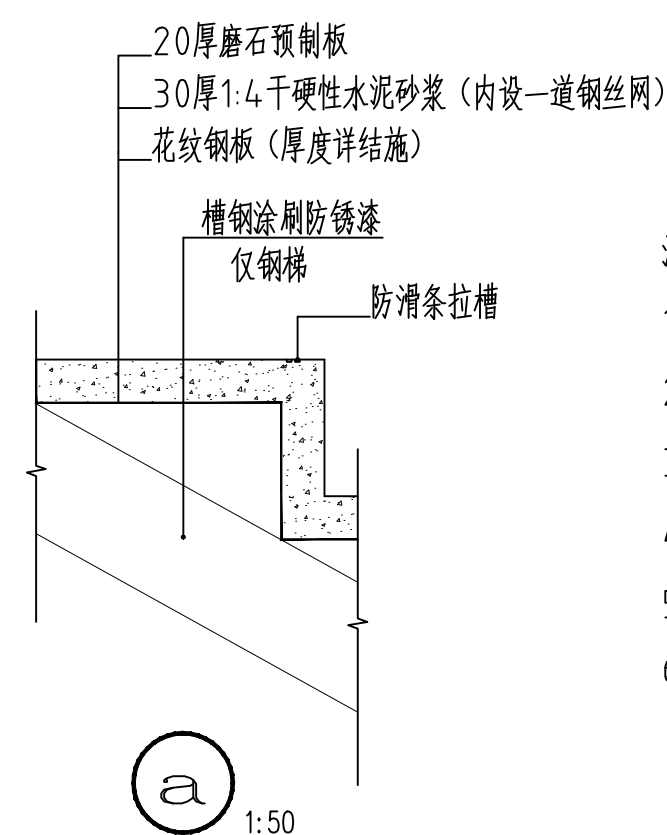 20厚磨石预制板
30厚1:4干硬性水泥砂浆（内设一道钢丝网）
花纹钢板（厚度详结施）
槽钢涂刷防锈漆
仅钢梯
防滑条拉槽
a
1:50